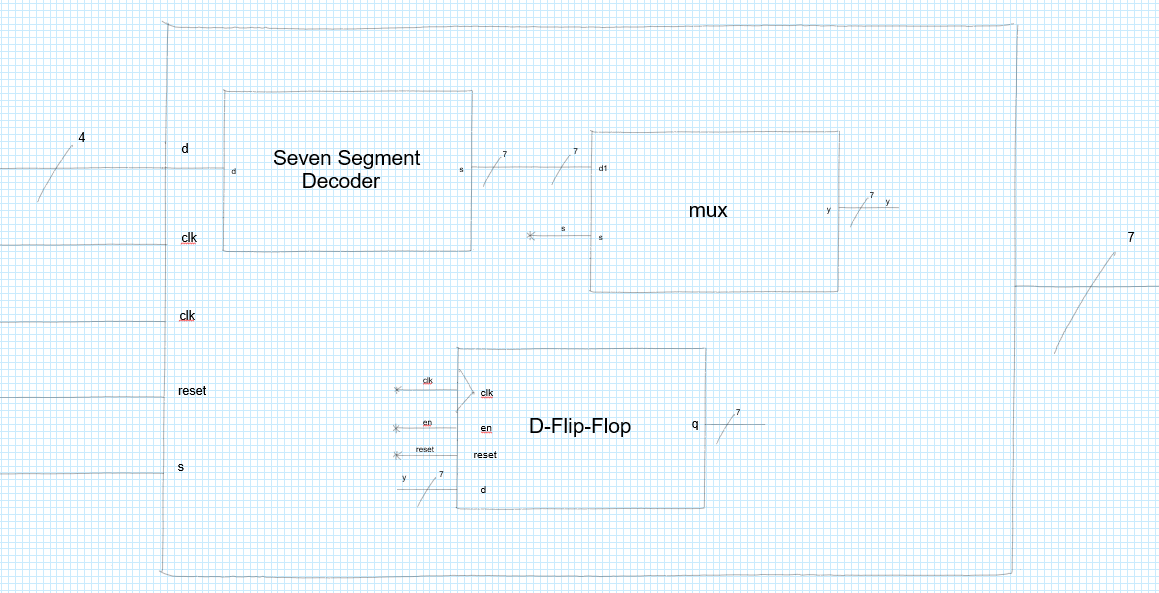 4
d
clk
clk
reset
s
d
Seven Segment
Decoder
s
7
7
d1
s
s
mux
y
7
y
7
clk
en
reset
y
7
clk
en
reset
d
D-Flip-Flop
q
7